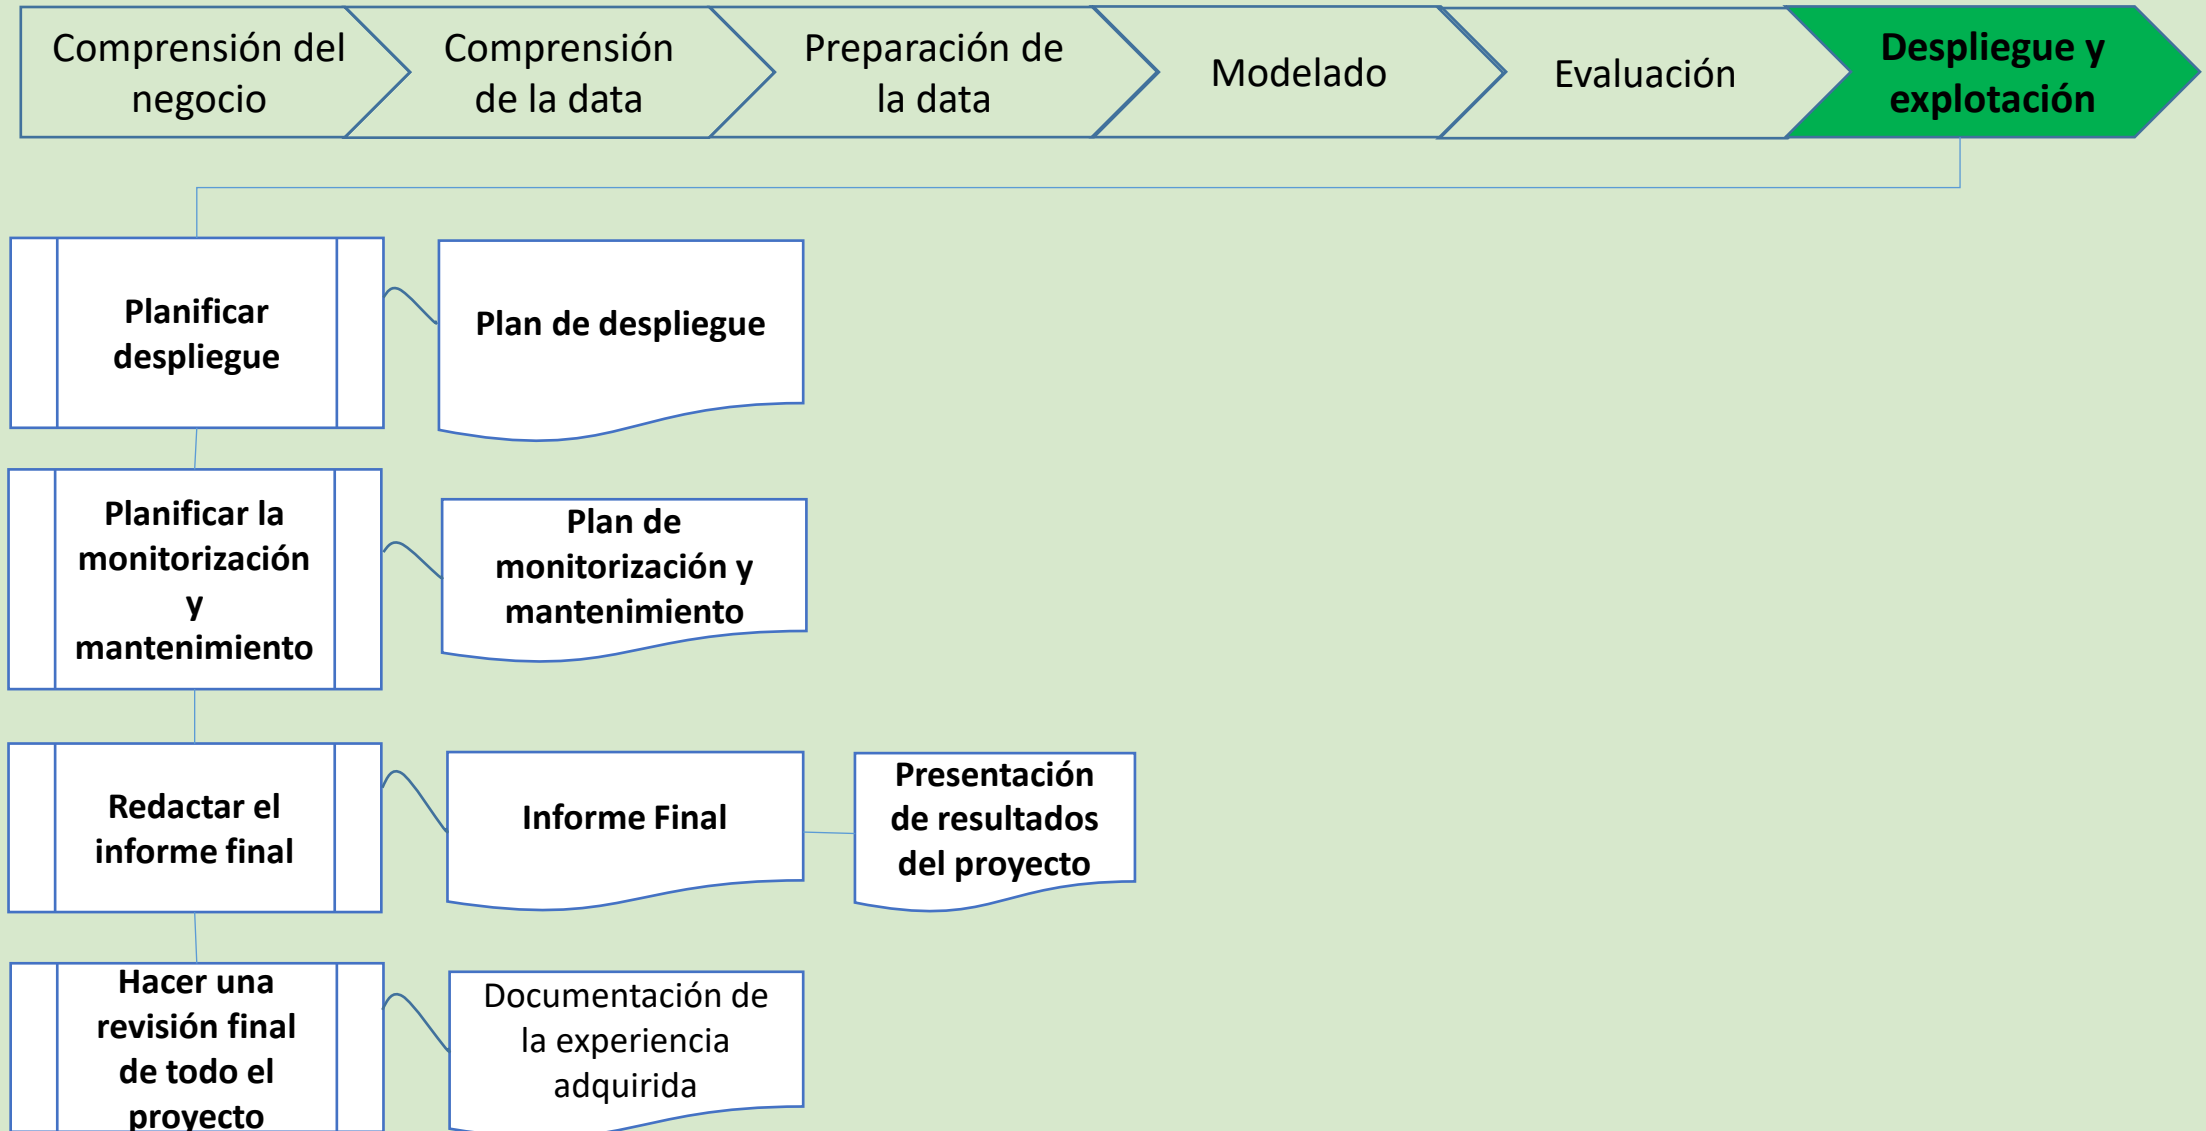 Comprensión del
negocio
Comprensión
de la data
Preparación de
la data
Modelado
Evaluación
Despliegue y
explotación
Planificar
despliegue
Plan de despliegue
Planificar la
monitorización
y
mantenimiento
Plan de
monitorización y
mantenimiento
Redactar el
informe final
Informe Final
Presentación
de resultados
del proyecto
Hacer una
revisión final
de todo el
proyecto
Documentación de
la experiencia
adquirida